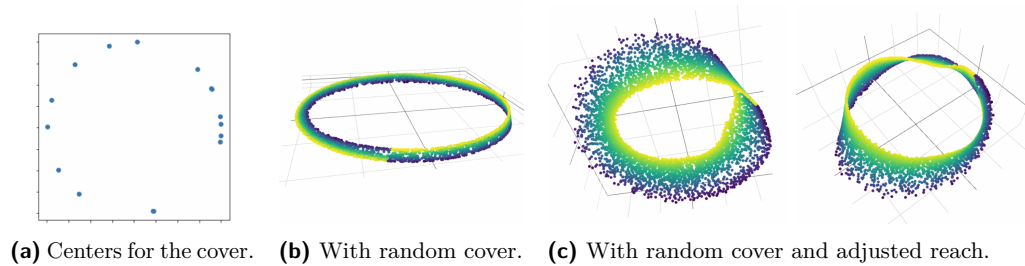 (a) Centers for the cover. (b) With random cover. (c) With random cover and adjusted reach.